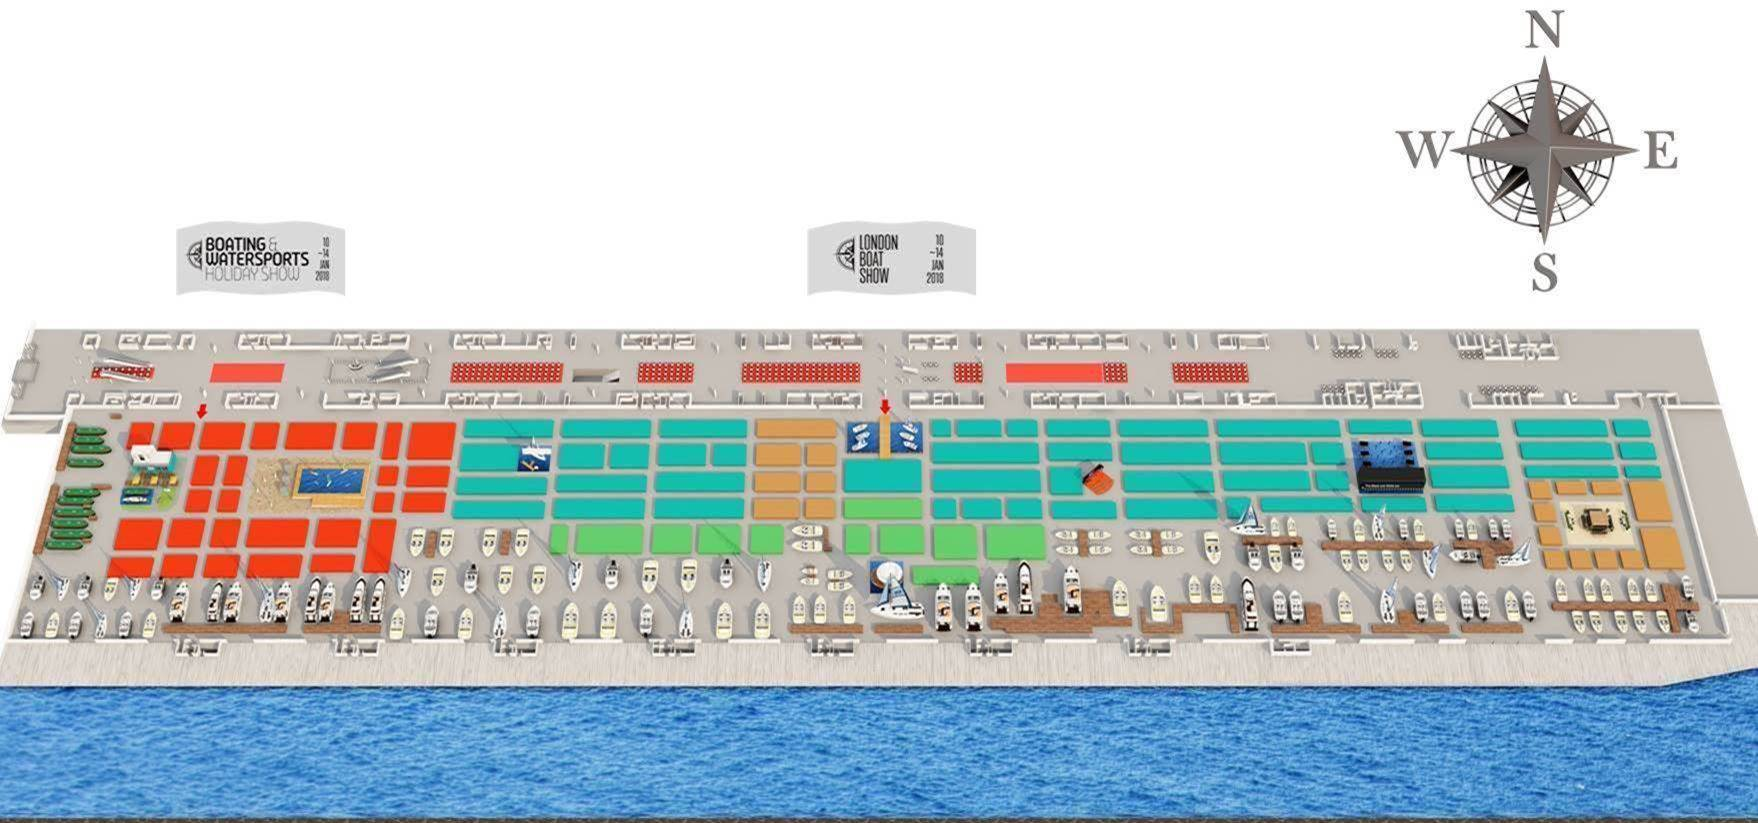 N
W
E
S
BOATING &
WATERSPORTS
HOLIDAY SHOW
10
-14
JAN
2018
LONDON
BOAT
SHOW
10
-14
JAN
2018